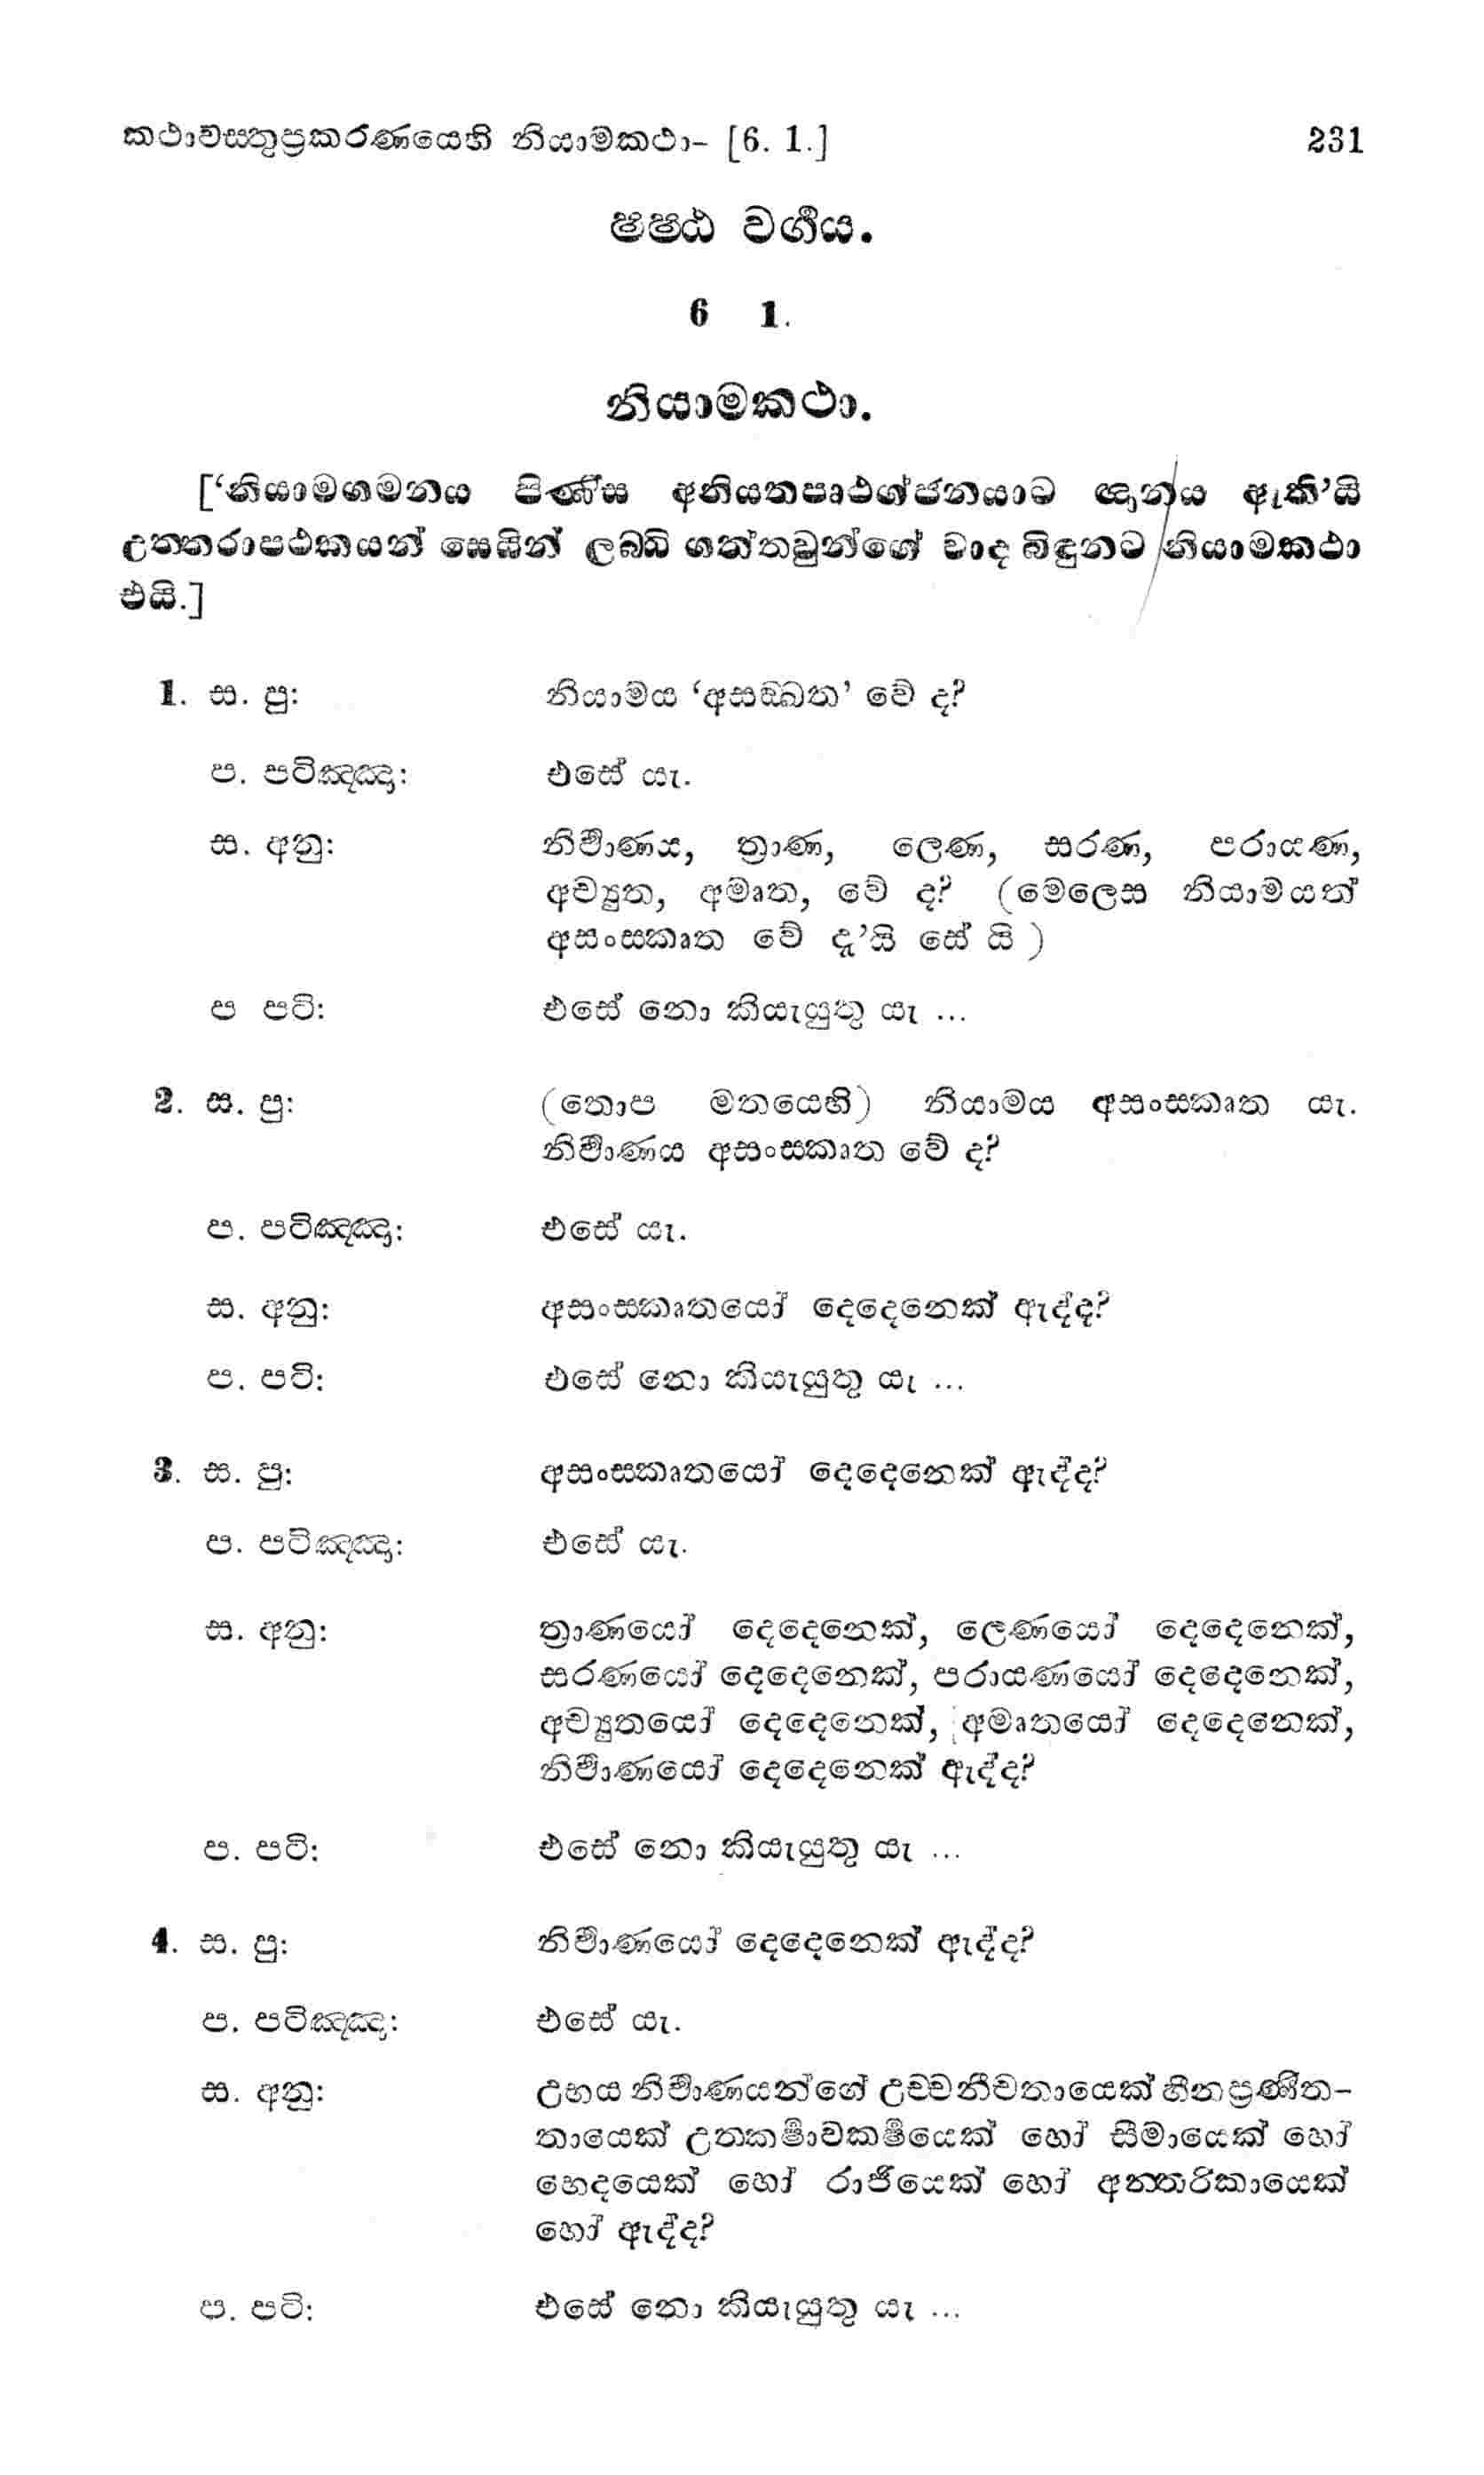 කථාවස්තුප්‍රකරණයෙහි නියාමකථා- [6. 1.] 231
ෂෂ්ඨ වර්‍ගය.
6 1.
නියාමකථා.
[‘නියාමගමනය පිණිස අනියතපෘථග්ජනයාට ඥානය ඇති’යි
උත්තරාපථකයන් සෙයින් ලබ්ධි ගත්තවුන්ගේ වාද බිඳුනට නියාමකථා
එයි.]
1. ස. පු: නියාමය ‘අසඞ්ඛත’ වේ ද?
ප. පටිඤ්ඤා: එසේ යැ.
ස. අනු: නිර්‍වාණය, ත්‍රාණ, ලෙණ, සරණ, පරායණ,
අච්‍යුත, අමෘත, වේ ද? (මෙලෙස නියාමයත්
අසංස්කෘත වේ දැ’යි සේ යි )
ප පටි: එසේ නො කියැයුතු යැ ...
2. ස. පු: (තොප මතයෙහි) නියාමය අසංස්කෘත යැ.
නිර්‍වාණය අසංස්කෘත වේ ද?
ප. පටිඤ්ඤා: එසේ යැ.
ස. අනු: අසංස්කෘතයෝ දෙදෙනෙක් ඇද්ද?
ප. පටි: එසේ නො කියැයුතු යැ ...
3. ස. පු: අසංස්කෘතයෝ දෙදෙනෙක් ඇද්ද?
ප. පටිඤ්ඤා: එසේ යැ.
ස. අනු: ත්‍රාණයෝ දෙදෙනෙක්, ලෙණයෝ දෙදෙනෙක්,
සරණයෝ දෙදෙනෙක්, පරායණයෝ දෙදෙනෙක්,
අච්‍යුතයෝ දෙදෙනෙක්, අමෘතයෝ දෙදෙනෙක්,
නිර්‍වාණයෝ දෙදෙනෙක් ඇද්ද?
ප. පටි: එසේ නො කියැයුතු යැ ...
4. ස. පු: නිර්‍වාණයෝ දෙදෙනෙක් ඇද්ද?
ප. පටිඤ්ඤා: එසේ යැ.
ස. අනු: උභය නිර්‍වාණයන්ගේ උච්චනීචතායෙක් හීනප්‍රණීත-
තායෙක් උත්කර්‍ෂාවකර්‍ෂයෙක් හෝ සීමායෙක් හෝ
භෙදයෙක් හෝ රාජියෙක් හෝ අන්තරිකායෙක්
හෝ ඇද්ද?
ප. පටි: එසේ නො කියැයුතු යැ ...